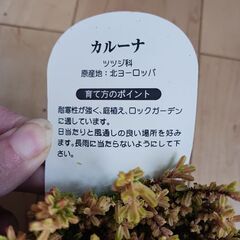 カルーナ
ツツジ科
原産地：北ヨーロッパ
育て方のポイント
耐寒性が強く、庭植え、ロックガーデン
に適しています。
日当たりと風通しの良い場所を好み
ます。長雨に当たらないようにして下
さい。